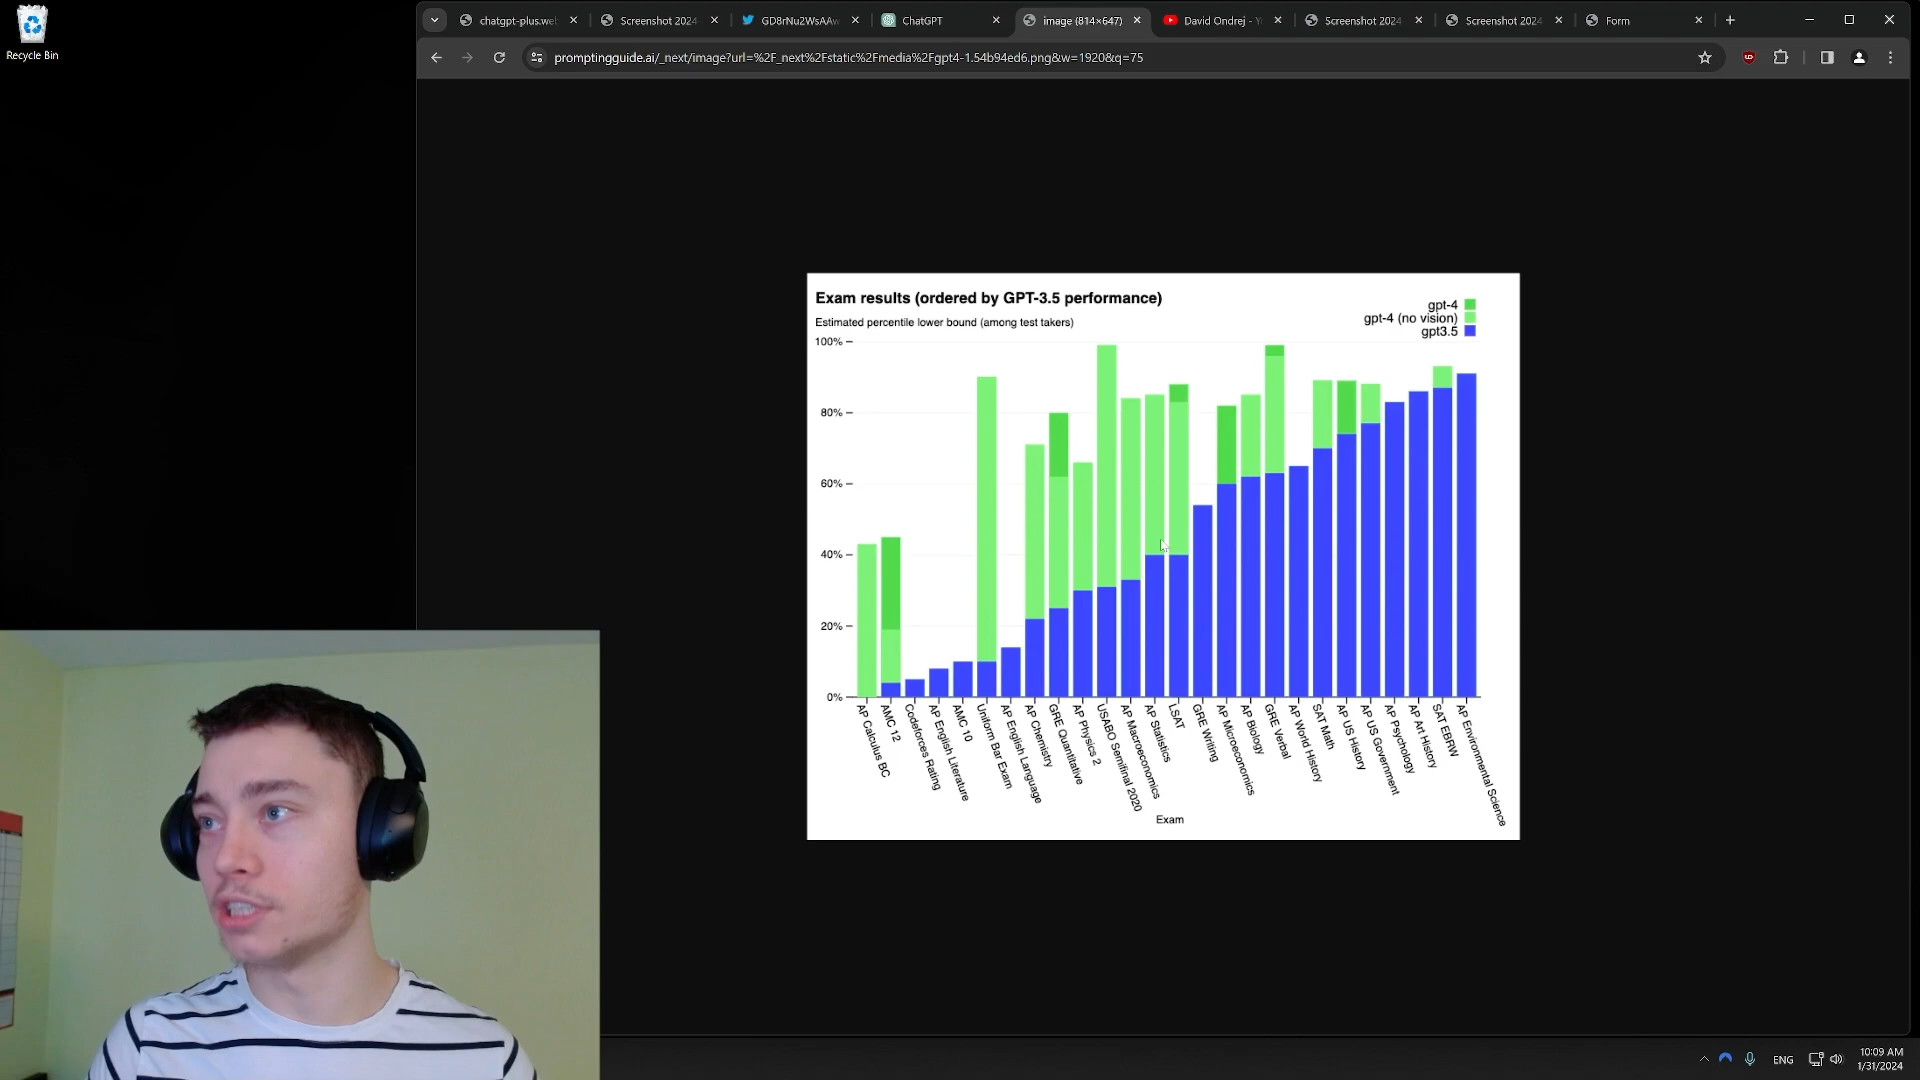 Recycle Bin
chatgpt-plus.we
Screenshot 2024
GD8rNu2WsAAw
ChatGPT
image (814×647)
David Ondrej - Y
Screenshot 2024
Screenshot 2024
Form
promptingguide.ai/_next/image?url=%2F_next%2Fstatic%2Fmedia%2Fgpt4-1.54b94ed6.png&w=1920&q=75
Exam results (ordered by GPT-3.5 performance)
Estimated percentile lower bound (among test takers)
gpt-4
gpt-4 (no vision)
gpt3.5
100%
80%
60%
40%
20%
0%
AP Calculus BC
AMC 12
Codeforces Rating
AP English Literature
AMC 10
Uniform Bar Exam
AP English Language
AP Chemistry
GRE Quantitative
AP Physics 2
USABO Semifinal 2020
AP Macroeconomics
AP Statistics
LSAT
GRE Writing
AP Microeconomics
AP Biology
GRE Verbal
AP World History
SAT Math
AP US History
AP US Government
AP Psychology
AP Art History
SAT EBRW
AP Environmental Science
Exam
ENG
10:09 AM
1/31/2024